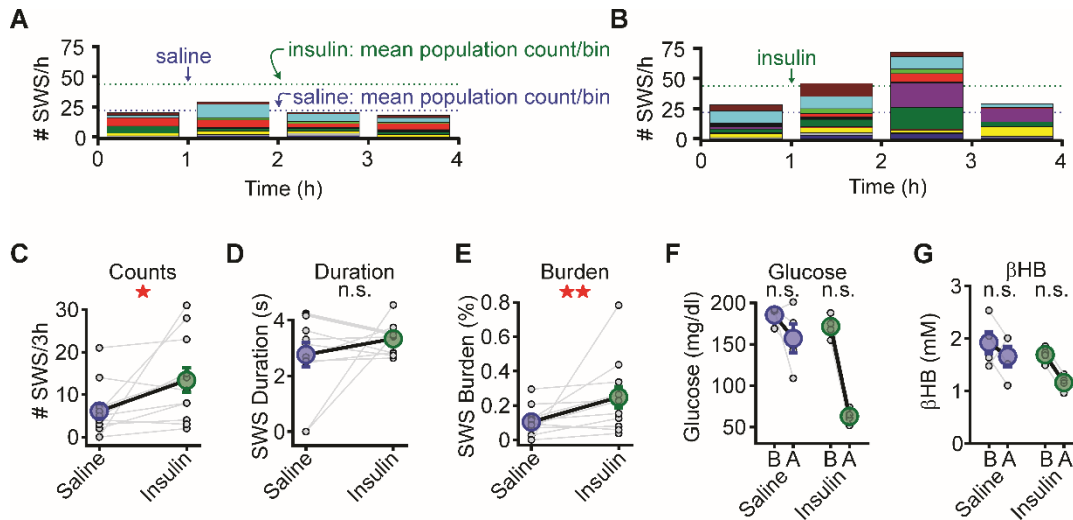 A
# SWS/h
75
50
25
0
saline
insulin: mean population count/bin
saline: mean population count/bin
0 1 2 3 4
Time (h)
B
# SWS/h
75
50
25
0
insulin
0 1 2 3 4
Time (h)
C
Counts
# SWS/3h
30
20
10
0
Saline
Insulin
D
Duration
n.s.
SWS Duration (s)
4
2
0
Saline
Insulin
E
Burden
SWS Burden (%)
0.8
0.6
0.4
0.2
0
Saline
Insulin
F
Glucose
n.s. n.s.
Glucose (mg/dl)
200
150
100
50
B A B A
Saline
Insulin
G
βHB
n.s. n.s.
βHB (mM)
3
2
1
0
B A B A
Saline
Insulin